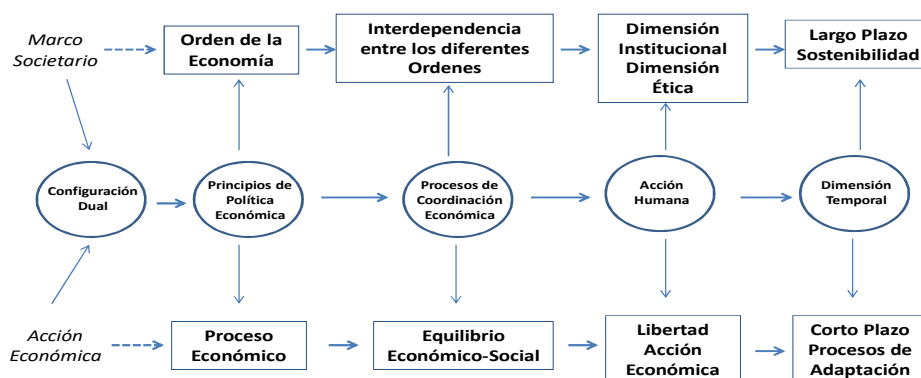 Marco
Societario
Orden de la
Economía
Interdependencia
entre los diferentes
Ordenes
Dimensión
Institucional
Dimensión
Ética
Largo Plazo
Sostenibilidad
Configuración
Dual
Principios de
Política
Económica
Procesos de
Coordinación
Económica
Acción
Humana
Dimensión
Temporal
Acción
Económica
Proceso
Económico
Equilibrio
Económico-Social
Libertad
Acción
Económica
Corto Plazo
Procesos de
Adaptación